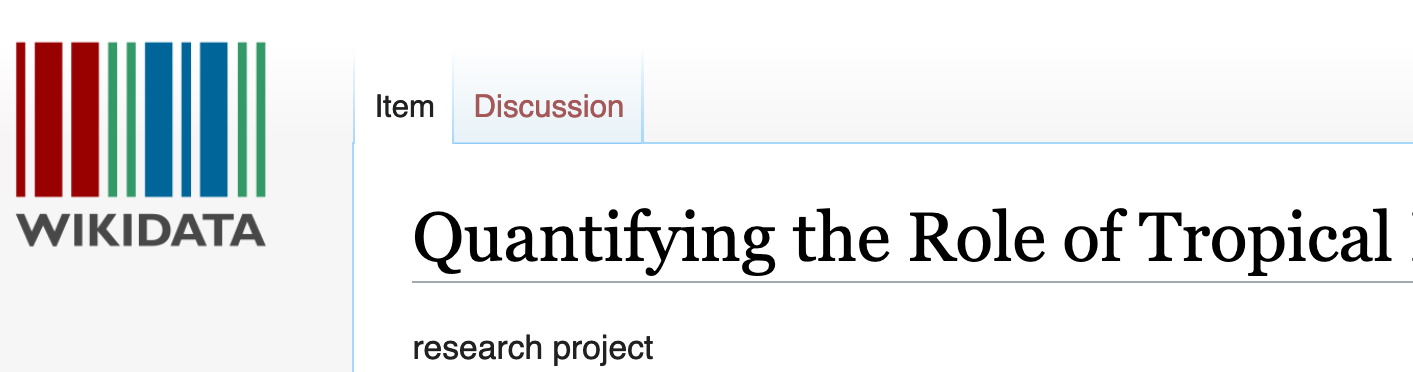 WIKIDATA
Item
Discussion
Quantifying the Role of Tropical
research project